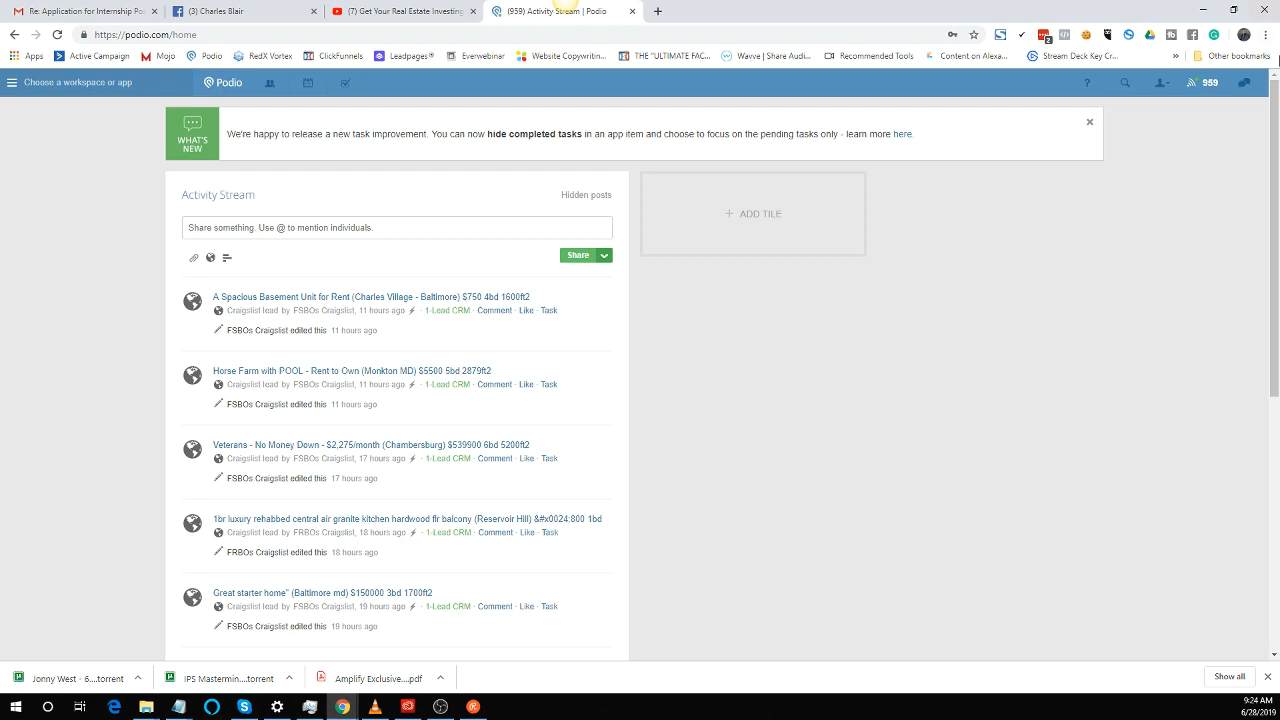 Re: Application for Internship Po
(3) Charles Blair
(7) Get Your Real Estate Investing
(959) Activity Stream | Podio
https://podio.com/home
2
Apps
Active Campaign
Mojo
Podio
RedX Vortex
ClickFunnels
Leadpages®
Everwebinar
Website Copywritin...
THE "ULTIMATE FAC...
Wavve | Share Audi...
Recommended Tools
Content on Alexa...
Stream Deck Key Cr...
»
Other bookmarks
Choose a workspace or app
Podio
?
959
WHAT'S
NEW
We're happy to release a new task improvement. You can now hide completed tasks in an app item and choose to focus on the pending tasks only - learn more here.
Activity Stream
Hidden posts
Share something. Use @ to mention individuals.
Share
+ ADD TILE
A Spacious Basement Unit for Rent (Charles Village - Baltimore) $750 4bd 1600ft2
Craigslist lead by FSBOs Craigslist, 11 hours ago · 1-Lead CRM · Comment · Like · Task
FSBOs Craigslist edited this 11 hours ago
Horse Farm with POOL - Rent to Own (Monkton MD) $5500 5bd 2879ft2
Craigslist lead by FSBOs Craigslist, 11 hours ago · 1-Lead CRM · Comment · Like · Task
FSBOs Craigslist edited this 11 hours ago
Veterans - No Money Down - $2,275/month (Chambersburg) $539900 6bd 5200ft2
Craigslist lead by FSBOs Craigslist, 17 hours ago · 1-Lead CRM · Comment · Like · Task
FSBOs Craigslist edited this 17 hours ago
1br luxury rehabbed central air granite kitchen hardwood flr balcony (Reservoir Hill) &#x0024;800 1bd
Craigslist lead by FRBOs Craigslist, 18 hours ago · 1-Lead CRM · Comment · Like · Task
FRBOs Craigslist edited this 18 hours ago
Great starter home" (Baltimore md) $150000 3bd 1700ft2
Craigslist lead by FSBOs Craigslist, 19 hours ago · 1-Lead CRM · Comment · Like · Task
FSBOs Craigslist edited this 19 hours ago
Jonny West - 6....torrent
IPS Mastermin....torrent
Amplify Exclusive....pdf
Show all
9:24 AM
6/28/2019